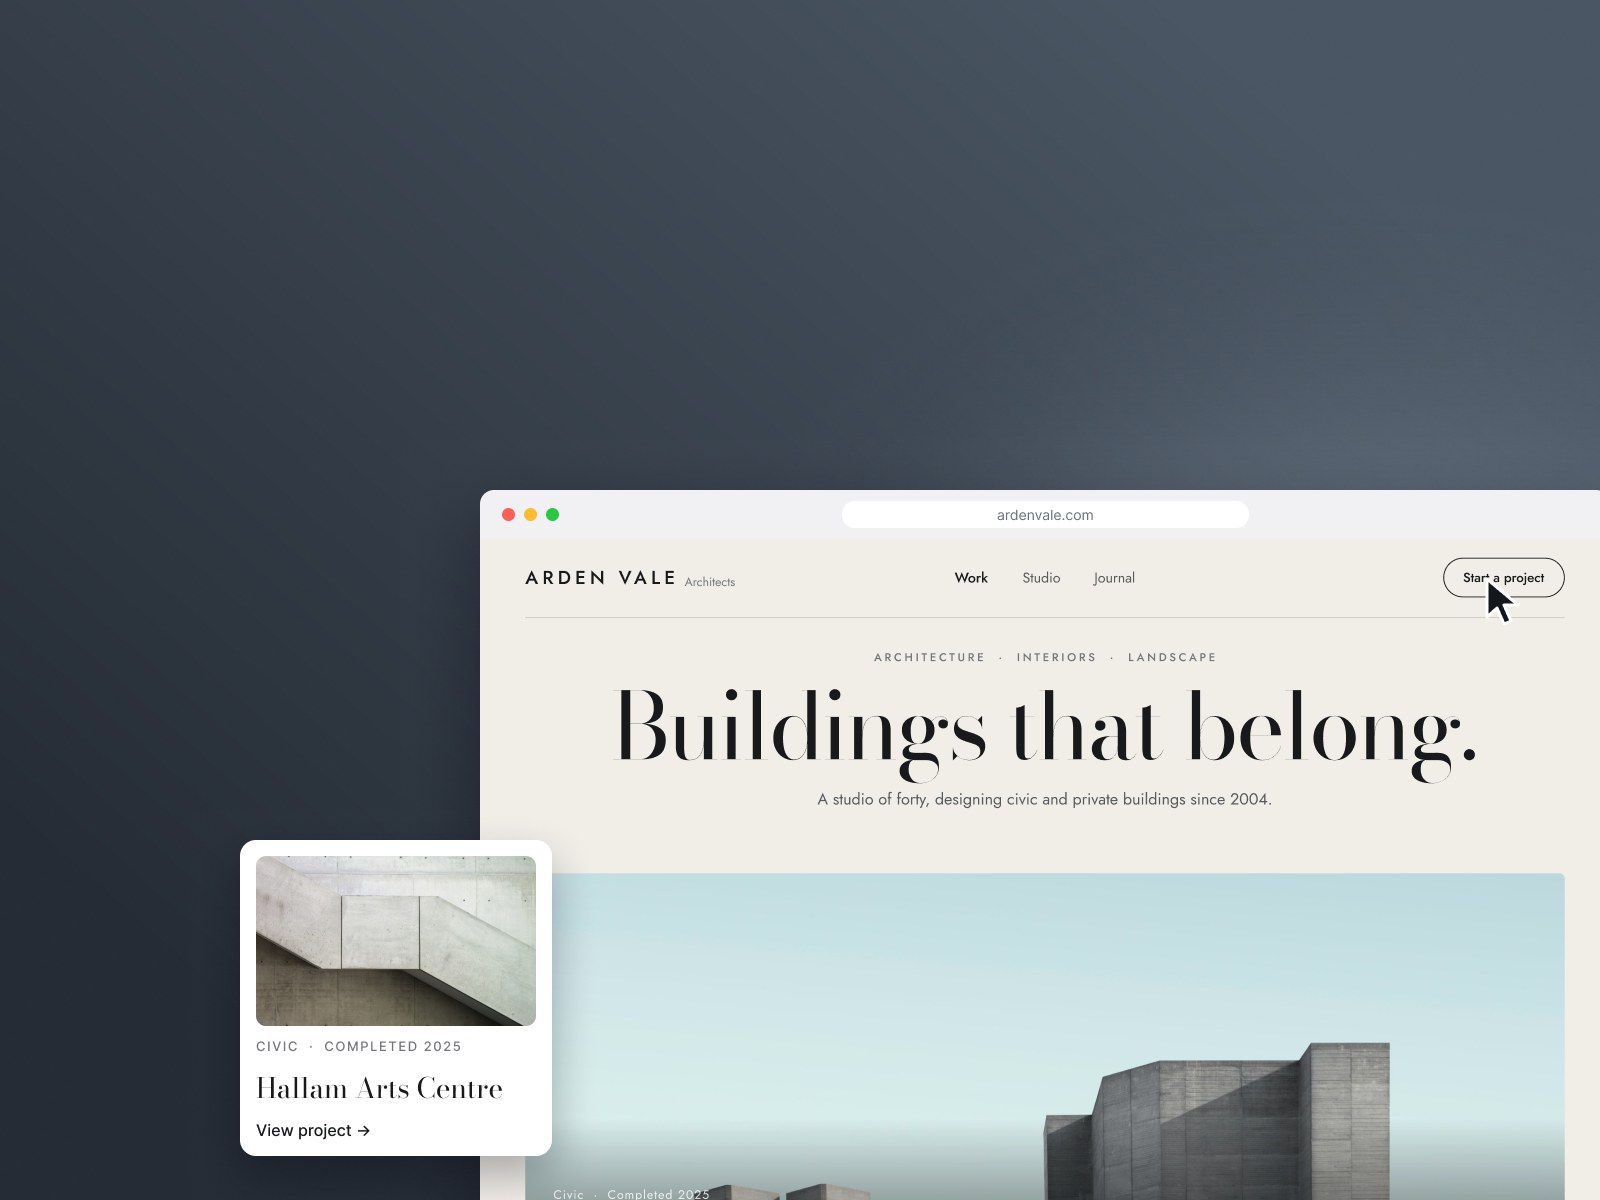 ardenvale.com
ARDEN VALE Architects
Work Studio Journal
Start a project
ARCHITECTURE · INTERIORS · LANDSCAPE
Buildings that belong.
A studio of forty, designing civic and private buildings since 2004.
CIVIC · COMPLETED 2025
Hallam Arts Centre
View project →
Civic · Completed 2025